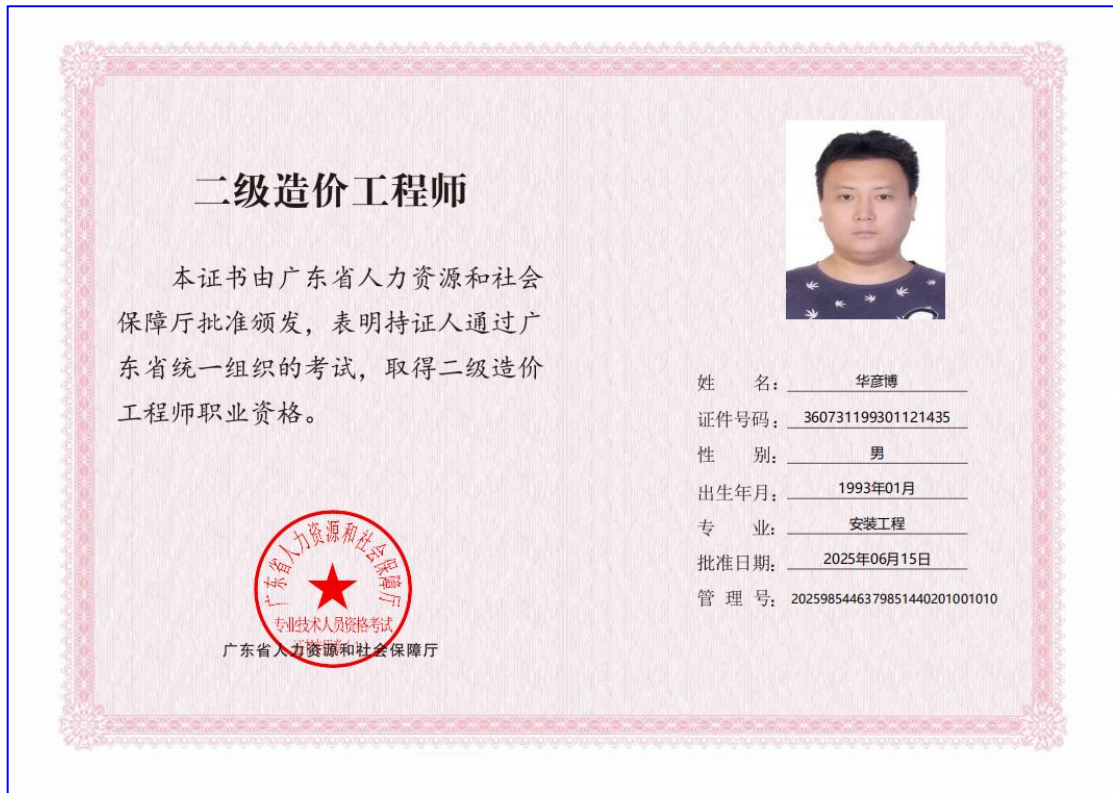 二级造价工程师
本证书由广东省人力资源和社会
保障厅批准颁发，表明持证人通过广
东省统一组织的考试，取得二级造价
工程师职业资格。
广东省人力资源和社会保障厅
专业技术人员资格考试
广东省人力资源和社会保障厅
姓 名：华彦博
证件号码：360731199301121435
性 别：男
出生年月：1993年01月
专 业：安装工程
批准日期：2025年06月15日
管 理 号：2025985446379851440201001010